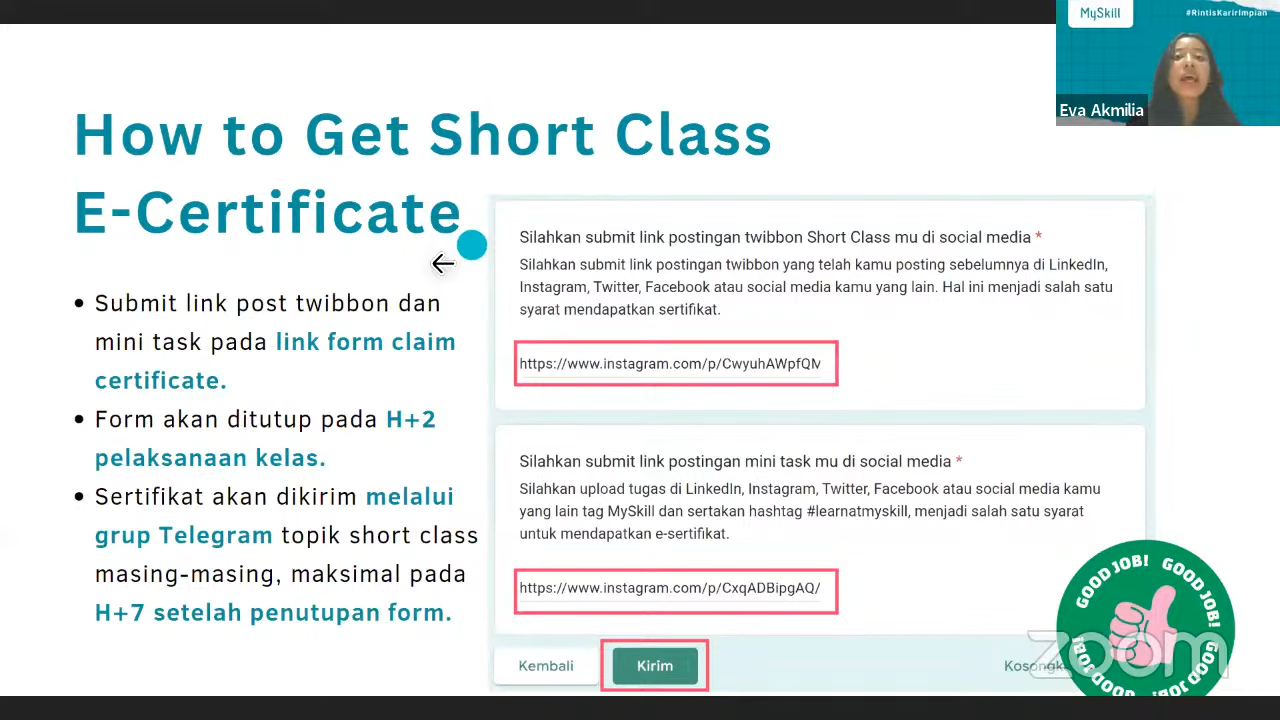 MySkill
#RintisKarirImpian
Eva Akmilia
How to Get Short Class
E-Certificate
• Submit link post twibbon dan
mini task pada link form claim
certificate.
• Form akan ditutup pada H+2
pelaksanaan kelas.
• Sertifikat akan dikirim melalui
grup Telegram topik short class
masing-masing, maksimal pada
H+7 setelah penutupan form.
Silahkan submit link postingan twibbon Short Class mu di social media *
Silahkan submit link postingan twibbon yang telah kamu posting sebelumnya di LinkedIn,
Instagram, Twitter, Facebook atau social media kamu yang lain. Hal ini menjadi salah satu
syarat mendapatkan sertifikat.
https://www.instagram.com/p/CwyuhAWpfQM
Silahkan submit link postingan mini task mu di social media *
Silahkan upload tugas di LinkedIn, Instagram, Twitter, Facebook atau social media kamu
yang lain tag MySkill dan sertakan hashtag #learnatmyskill, menjadi salah satu syarat
untuk mendapatkan e-sertifikat.
https://www.instagram.com/p/CxqADBipgAQ/
Kembali
Kirim
Kosongk
GOOD JOB! GOOD JOB! GOOD JOB! GOOD JOB!
zoom